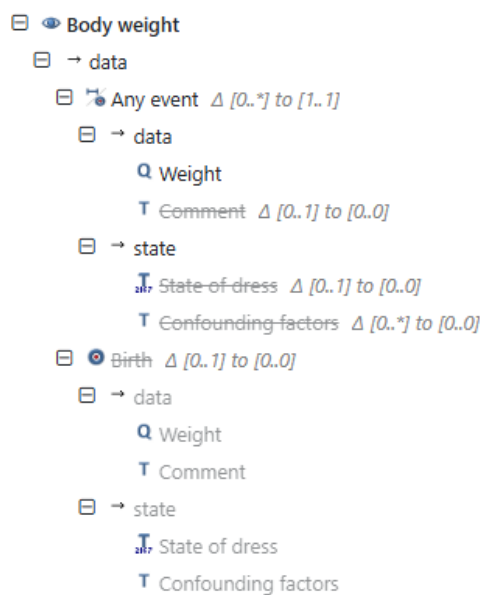 Body weight
→ data
Any event Δ [0..*] to [1..1]
→ data
Q Weight
T Comment Δ [0..1] to [0..0]
→ state
T State of dress Δ [0..1] to [0..0]
T Confounding factors Δ [0..*] to [0..0]
Birth Δ [0..1] to [0..0]
→ data
Q Weight
T Comment
→ state
T State of dress
T Confounding factors